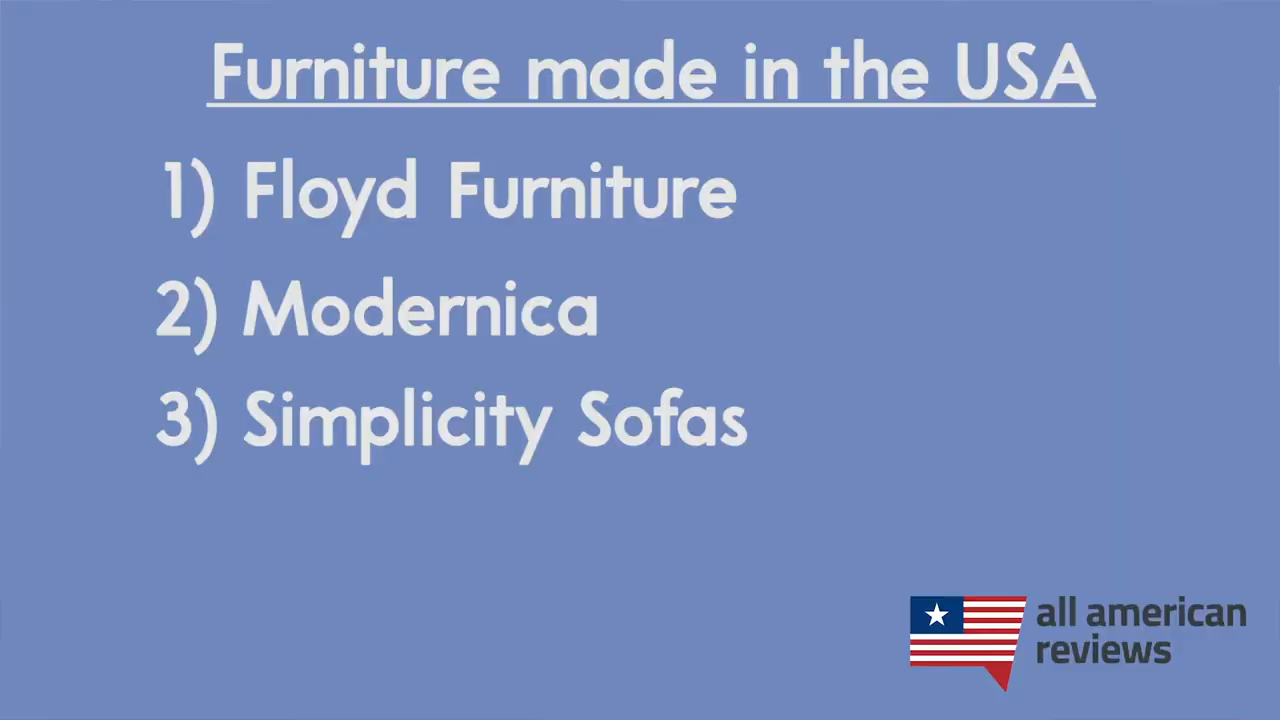 Furniture made in the USA
1) Floyd Furniture
2) Modernica
3) Simplicity Sofas
all american
reviews